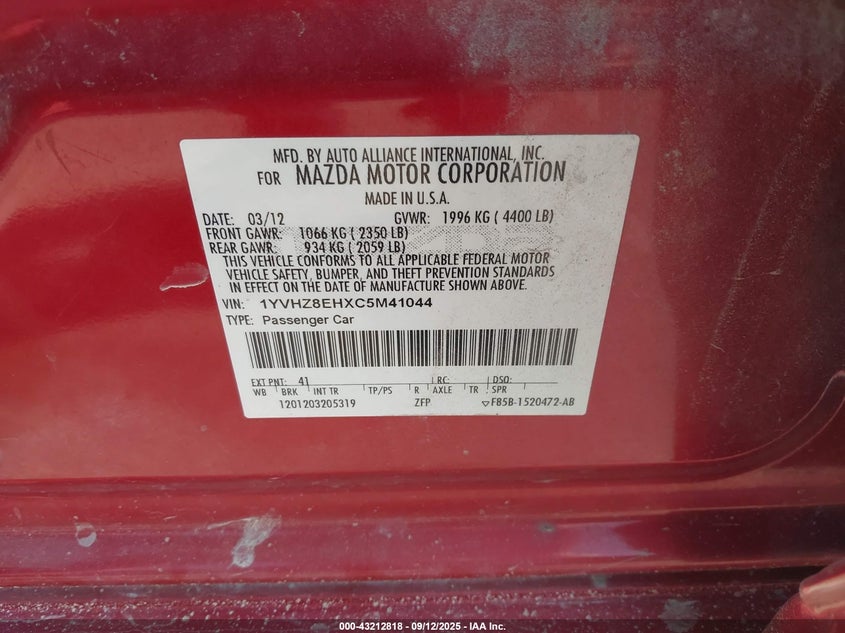 MFD. BY AUTO ALLIANCE INTERNATIONAL, INC.
FOR MAZDA MOTOR CORPORATION
MADE IN U.S.A.
DATE: 03/12 GVWR: 1996 KG ( 4400 LB)
FRONT GAWR: 1066 KG ( 2350 LB)
REAR GAWR: 934 KG ( 2059 LB)
THIS VEHICLE CONFORMS TO ALL APPLICABLE FEDERAL MOTOR
VEHICLE SAFETY, BUMPER, AND THEFT PREVENTION STANDARDS
IN EFFECT ON THE DATE OF MANUFACTURE SHOWN ABOVE.
VIN: 1YVHZ8EHXC5M41044
TYPE: Passenger Car
EXT PNT: 41 RC: DSO:
WB BRK INT TR TP/PS R AXLE TR SPR
1201203205319 ZFP ▽FB5B-1520472-AB
000-43212818 - 09/12/2025 - IAA Inc.